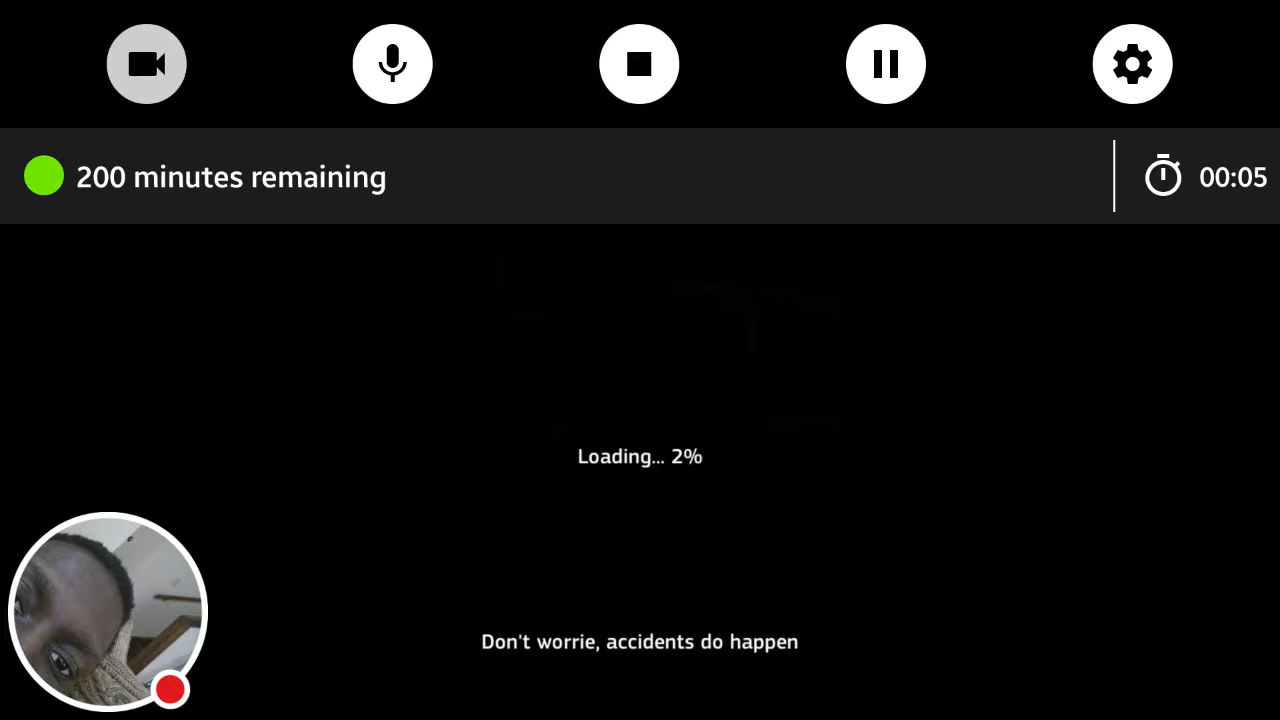 200 minutes remaining
00:05
Loading... 2%
Don't worrie, accidents do happen